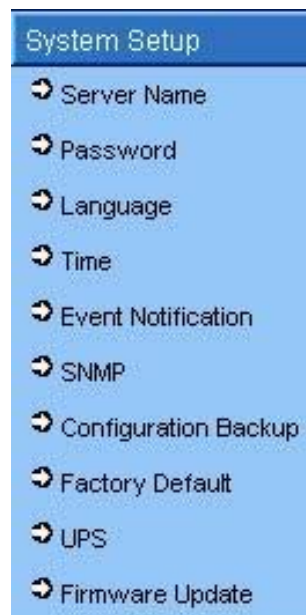 System Setup
Server Name
Password
Language
Time
Event Notification
SNMP
Configuration Backup
Factory Default
UPS
Firmware Update